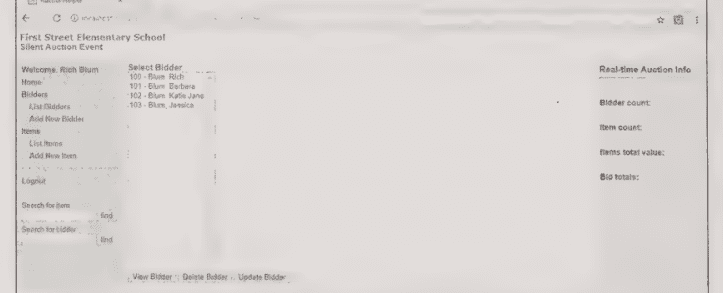 First Street Elementary School
Silent Auction Event
Welcome, Rich Blum
Home
Bidders
List Bidders
Add New Bidder
Items
List Items
Add New Item
Logout
Search for item
find
Search for bidder
find
Select Bidder
100 - Blum, Rich
101 - Blum, Barbara
102 - Blum, Katie Jane
103 - Blum, Jessica
View Bidder
Delete Bidder
Update Bidder
Real-time Auction Info
Bidder count:
Item count:
Items total value:
Bid totals: